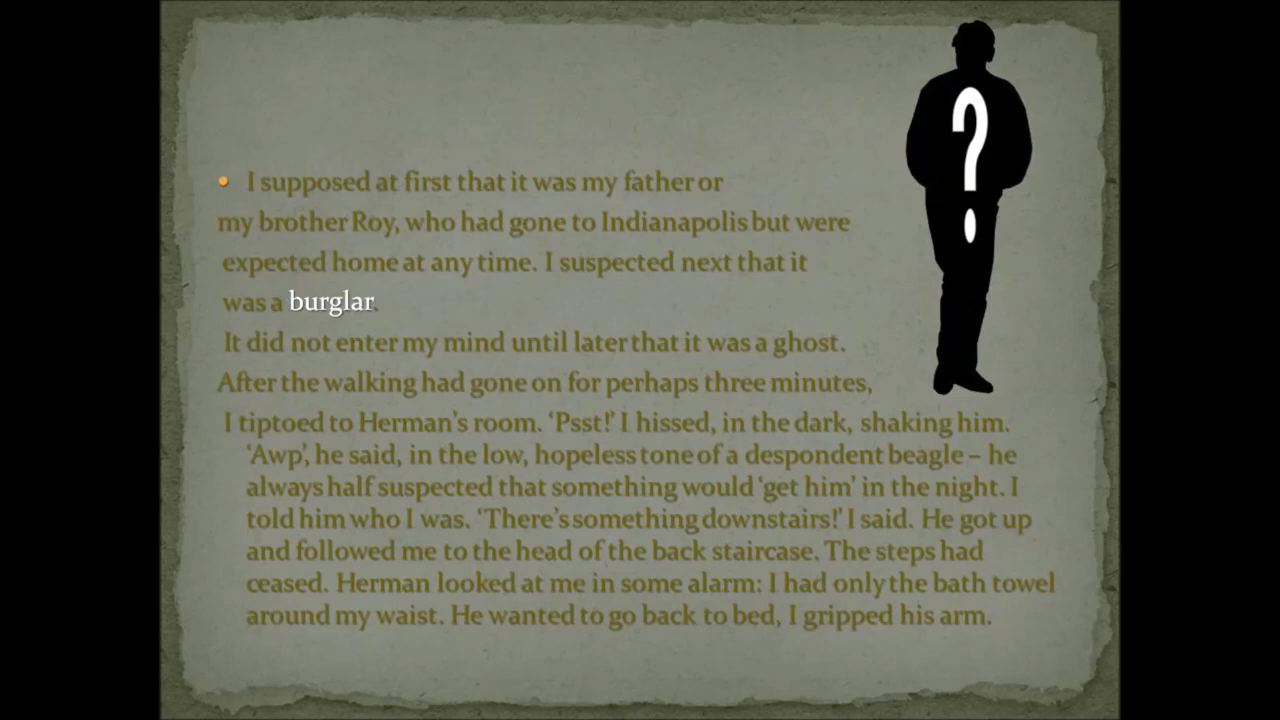 ?
• I supposed at first that it was my father or
my brother Roy, who had gone to Indianapolis but were
expected home at any time. I suspected next that it
was a burglar.
It did not enter my mind until later that it was a ghost.
After the walking had gone on for perhaps three minutes,
I tiptoed to Herman’s room. ‘Psst!’ I hissed, in the dark, shaking him.
‘Awp’, he said, in the low, hopeless tone of a despondent beagle – he
always half suspected that something would ‘get him’ in the night. I
told him who I was. ‘There’s something downstairs!’ I said. He got up
and followed me to the head of the back staircase. The steps had
ceased. Herman looked at me in some alarm: I had only the bath towel
around my waist. He wanted to go back to bed, I gripped his arm.